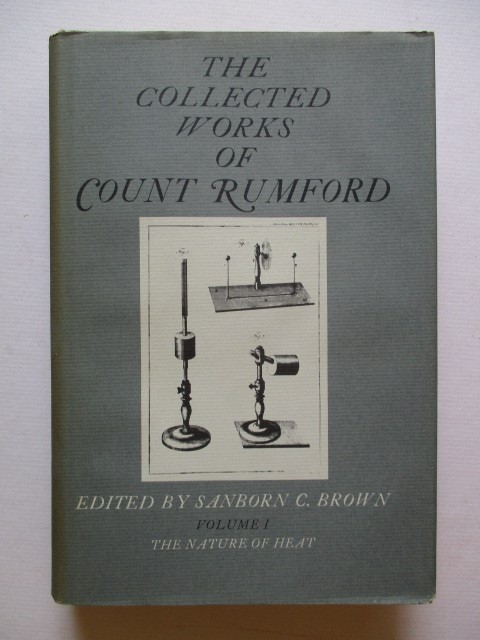 THE
COLLECTED
WORKS
OF
COUNT RUMFORD
EDITED BY SANBORN C. BROWN
VOLUME I
THE NATURE OF HEAT